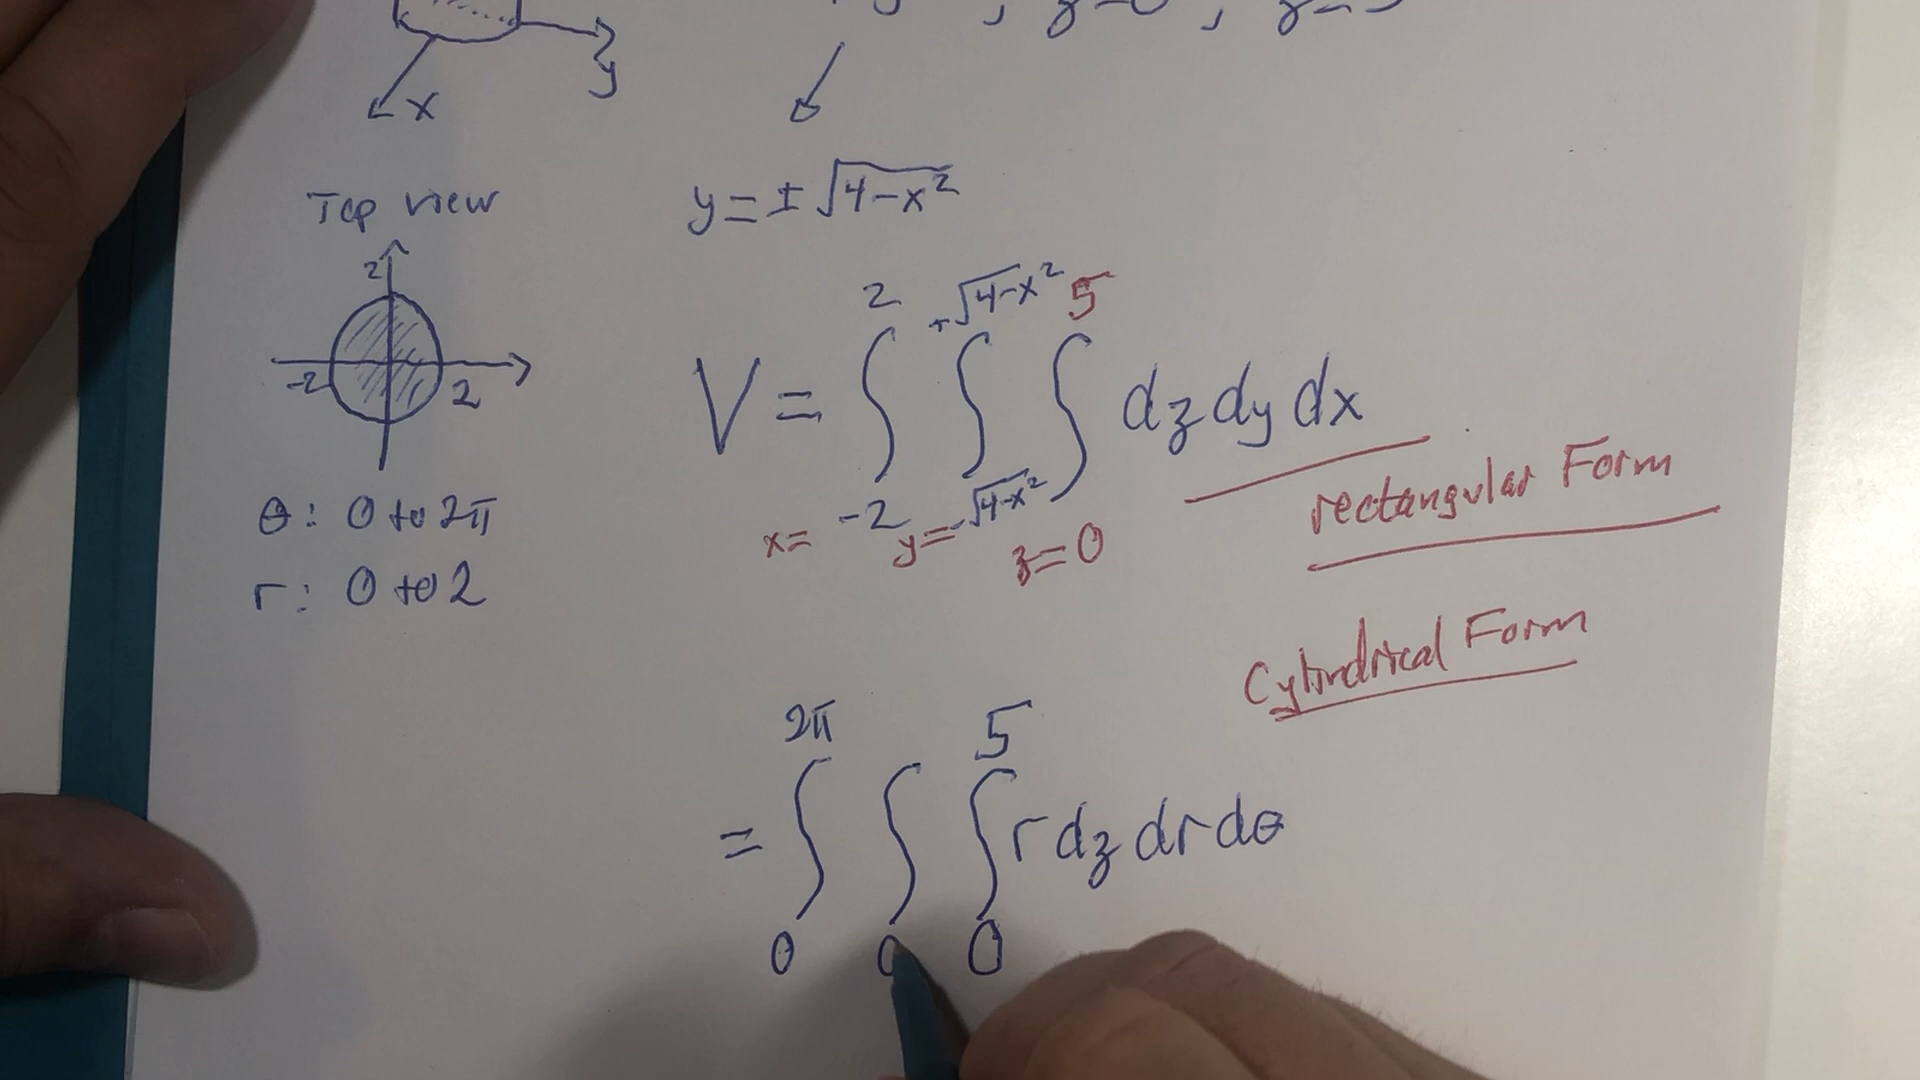 y
x
Top view
2
-2 2
θ: 0 to 2π
r: 0 to 2
y = ± √4-x²
2 +√4-x² 5
V = ∫ ∫ ∫ dz dy dx
x= -2 y= -√4-x² z=0
rectangular Form
Cylindrical Form
2π 5
= ∫ ∫ ∫ r dz dr dθ
0 0 0